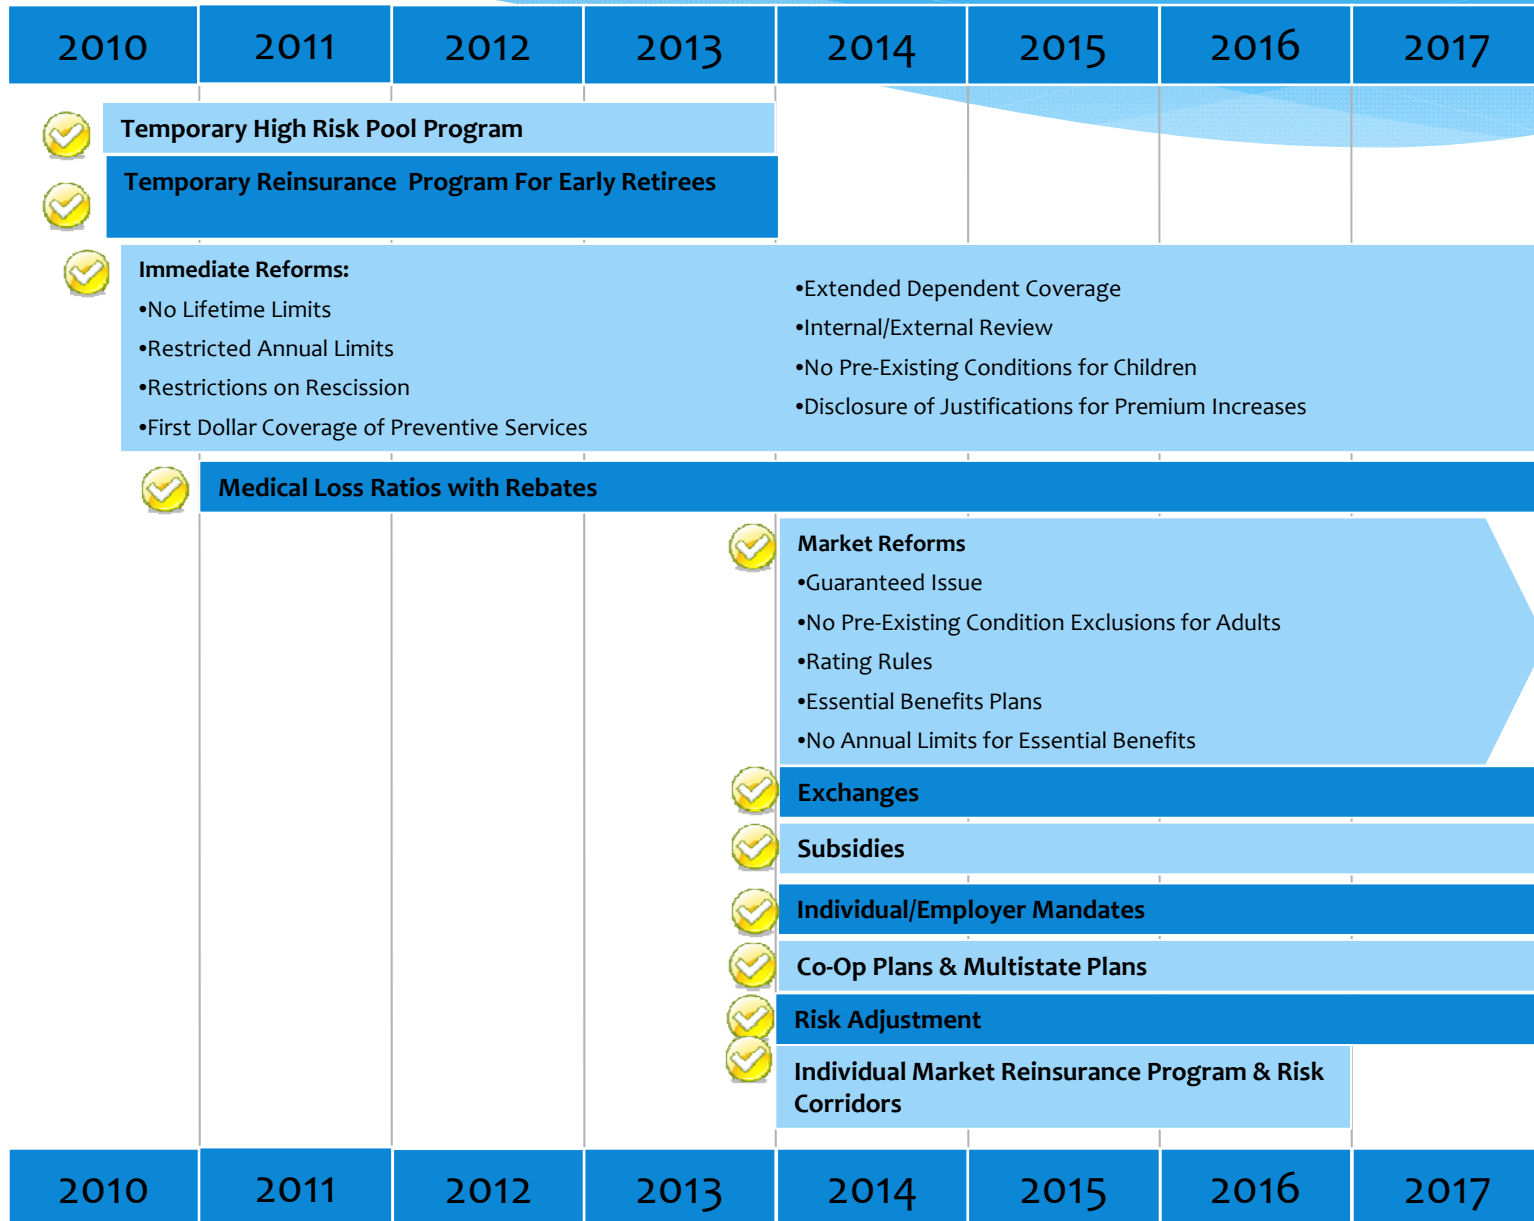 2010 2011 2012 2013 2014 2015 2016 2017
Temporary High Risk Pool Program
Temporary Reinsurance Program For Early Retirees
Immediate Reforms:
•No Lifetime Limits
•Restricted Annual Limits
•Restrictions on Rescission
•First Dollar Coverage of Preventive Services
•Extended Dependent Coverage
•Internal/External Review
•No Pre-Existing Conditions for Children
•Disclosure of Justifications for Premium Increases
Medical Loss Ratios with Rebates
Market Reforms
•Guaranteed Issue
•No Pre-Existing Condition Exclusions for Adults
•Rating Rules
•Essential Benefits Plans
•No Annual Limits for Essential Benefits
Exchanges
Subsidies
Individual/Employer Mandates
Co-Op Plans & Multistate Plans
Risk Adjustment
Individual Market Reinsurance Program & Risk
Corridors
2010 2011 2012 2013 2014 2015 2016 2017